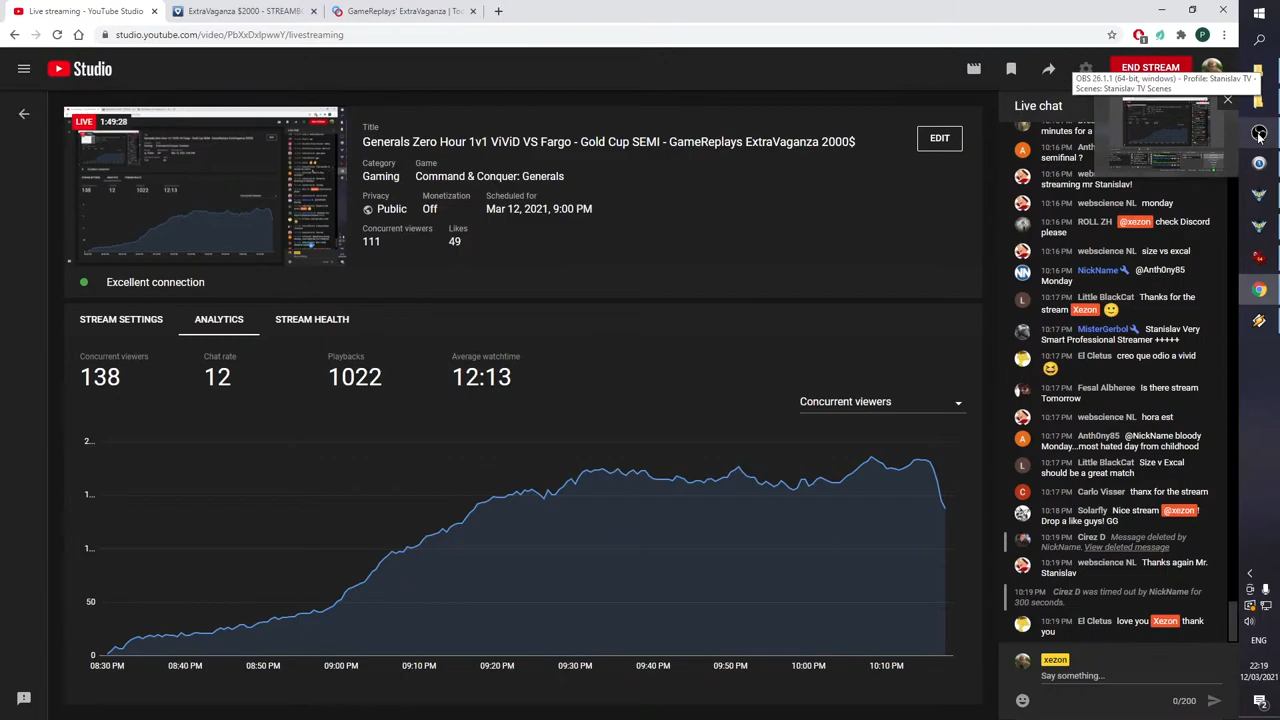 Live streaming - YouTube Studio
ExtraVaganza $2000 - STREAMBO
GameReplays' ExtraVaganza | Too
studio.youtube.com/video/PbXxDxIpwwY/livestreaming
Studio
END STREAM
OBS 26.1.1 (64-bit, windows) - Profile: Stanislav TV -
Scenes: Stanislav TV Scenes
LIVE 1:49:28
Title
Generals Zero Hour 1v1 ViViD VS
Gold Cup SEMI
GameReplays ExtraVaganza 2000
EDIT
Category Game
Gaming Command & Conquer: Generals
Privacy Monetization Scheduled for
Public Off Mar 12, 2021, 9:00 PM
Concurrent viewers Likes
111 49
Excellent connection
STREAM SETTINGS ANALYTICS STREAM HEALTH
Concurrent viewers Chat rate Playbacks Average watchtime
138 12 1022 12:13
Concurrent viewers
2...
1...
1...
50
0
08:30 PM 08:40 PM 08:50 PM 09:00 PM 09:10 PM 09:20 PM 09:30 PM 09:40 PM 09:50 PM 10:00 PM 10:10 PM
Live chat
minutes for a
semifinal ?
streaming mr Stanislav!
10:16 PM webscience NL monday
10:16 PM ROLL ZH @xezon check Discord
please
10:16 PM webscience NL size vs excal
10:16 PM NickName @Anth0ny85
Monday
10:17 PM Little BlackCat Thanks for the
stream Xezon
10:17 PM MisterGerbol Stanislav Very
Smart Professional Streamer +++++
10:17 PM El Cletus creo que odio a vivid
10:17 PM Fesal Albheree Is there stream
Tomorrow
10:17 PM webscience NL hora est
10:17 PM Anth0ny85 @NickName bloody
Monday...most hated day from childhood
10:17 PM Little BlackCat Size v Excal
should be a great match
10:17 PM Carlo Visser thanx for the stream
10:18 PM Solarfly Nice stream @xezon !
Drop a like guys! GG
10:19 PM Cirez D Message deleted by
NickName. View deleted message
10:19 PM webscience NL Thanks again Mr.
Stanislav
10:19 PM Cirez D was timed out by NickName for
300 seconds.
10:19 PM El Cletus love you Xezon thank
you
xezon
Say something...
0/200
ENG
22:19
12/03/2021